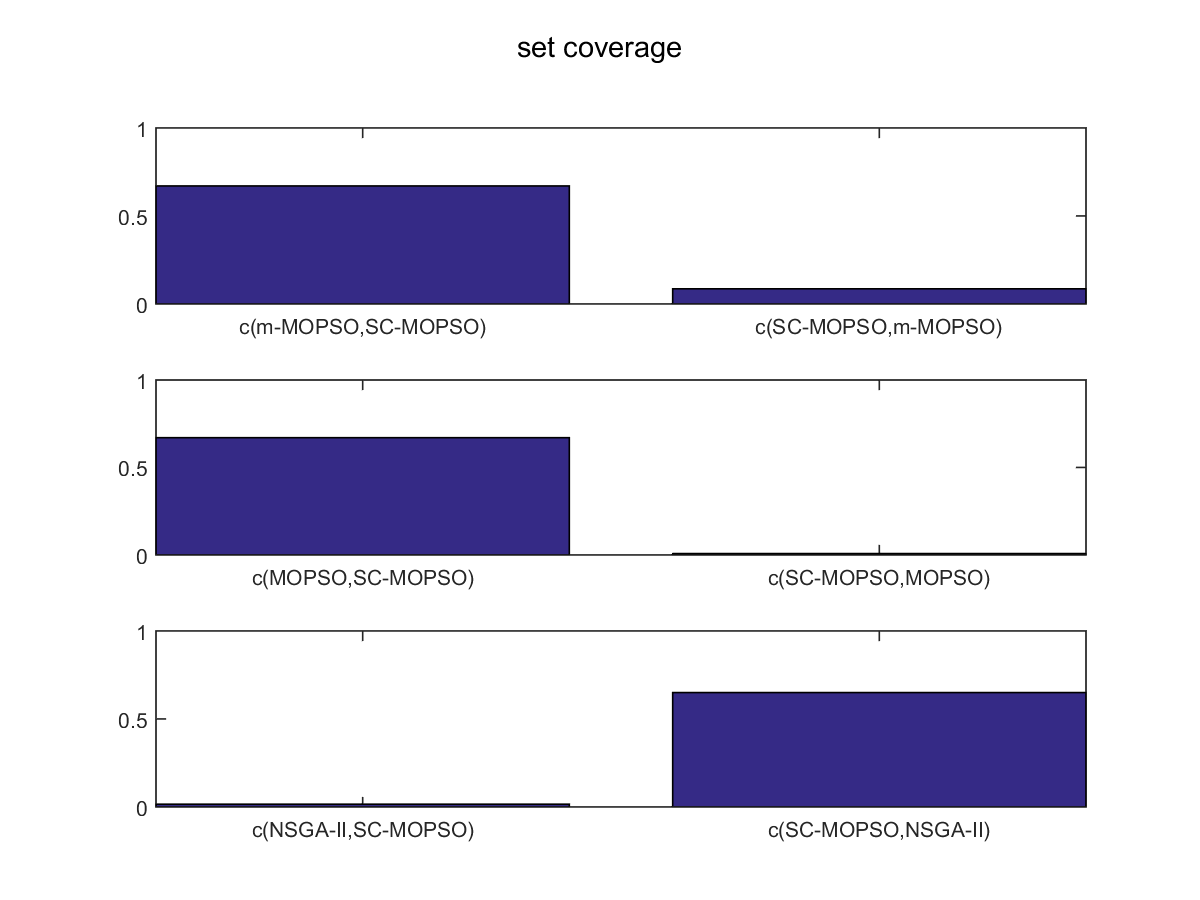 set coverage
1
0.5
0
c(m-MOPSO,SC-MOPSO) c(SC-MOPSO,m-MOPSO)
1
0.5
0
c(MOPSO,SC-MOPSO) c(SC-MOPSO,MOPSO)
1
0.5
0
c(NSGA-II,SC-MOPSO) c(SC-MOPSO,NSGA-II)